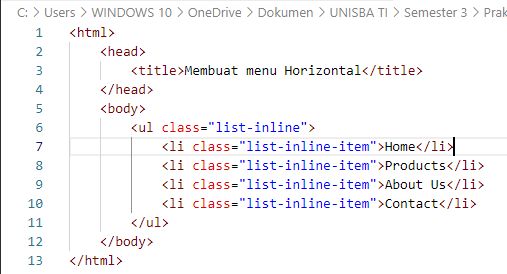 C: > Users > WINDOWS 10 > OneDrive > Dokumen > UNISBA TI > Semester 3 > Prak
1 <html>
2 <head>
3 <title>Membuat menu Horizontal</title>
4 </head>
5 <body>
6 <ul class="list-inline">
7 <li class="list-inline-item">Home</li>
8 <li class="list-inline-item">Products</li>
9 <li class="list-inline-item">About Us</li>
10 <li class="list-inline-item">Contact</li>
11 </ul>
12 </body>
13 </html>